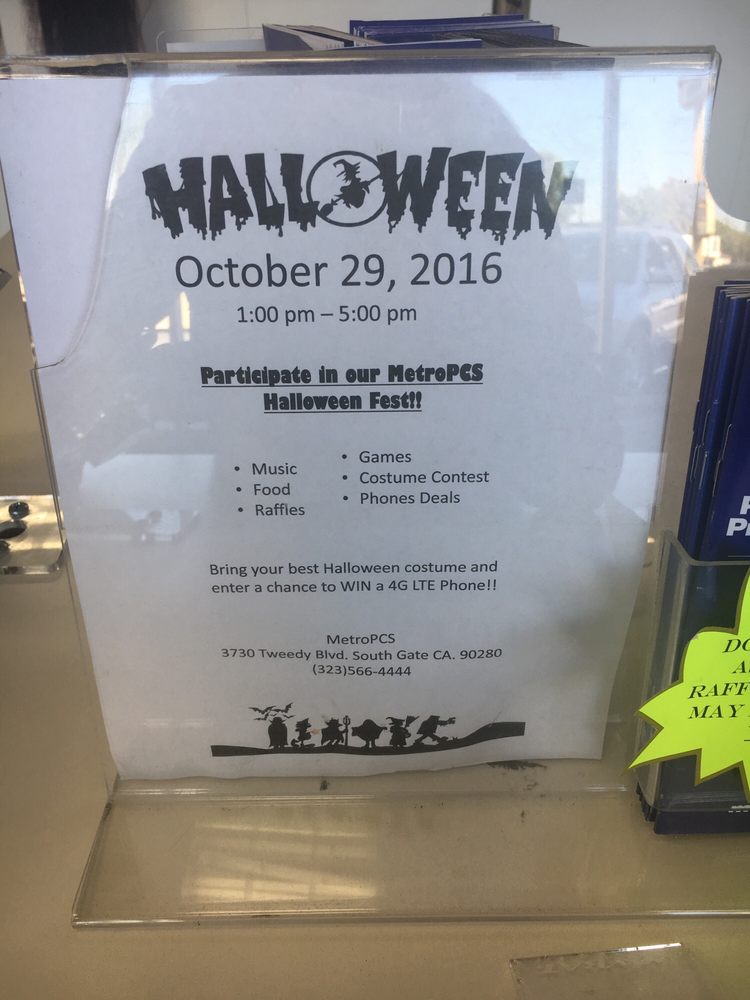 HALLOWEEN
October 29, 2016
1:00 pm – 5:00 pm
Participate in our MetroPCS
Halloween Fest!!
• Music
• Food
• Raffles
• Games
• Costume Contest
• Phones Deals
Bring your best Halloween costume and
enter a chance to WIN a 4G LTE Phone!!
MetroPCS
3730 Tweedy Blvd. South Gate CA. 90280
(323)566-4444
RAFF
MAY